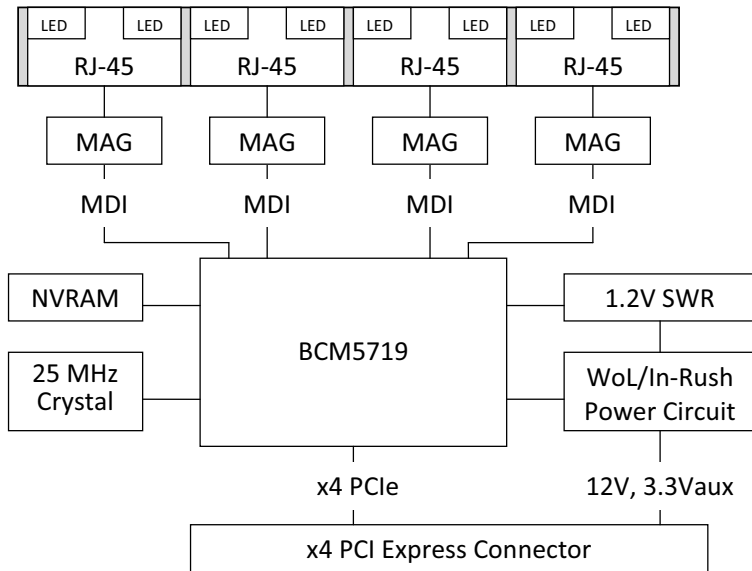 LED LED LED LED LED LED LED LED
RJ-45 RJ-45 RJ-45 RJ-45
MAG MAG MAG MAG
MDI MDI MDI MDI
NVRAM
1.2V SWR
BCM5719
25 MHz
Crystal
WoL/In-Rush
Power Circuit
x4 PCIe
12V, 3.3Vaux
x4 PCI Express Connector